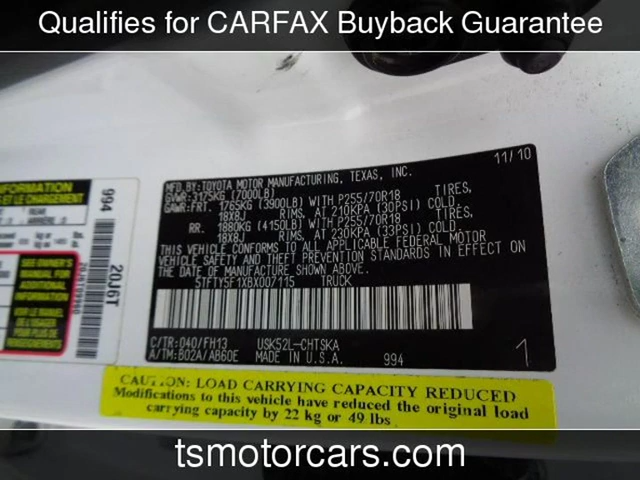 Qualifies for CARFAX Buyback Guarantee
11/10
MFD.BY: TOYOTA MOTOR MANUFACTURING, TEXAS, INC.
GVWR: 3175KG (7000LB)
GAWR: FRT. 1765KG (3900LB) WITH P255/70R18 TIRES,
18X8J RIMS, AT 210KPA (30PSI) COLD.
RR. 1880KG (4150LB) WITH P255/70R18 TIRES,
18X8J RIMS, AT 230KPA (33PSI) COLD.
THIS VEHICLE CONFORMS TO ALL APPLICABLE FEDERAL MOTOR
VEHICLE SAFETY AND BUMPER STANDARDS IN EFFECT ON THE
DATE OF MANUFACTURE SHOWN ABOVE.
5TFTY5F1XBX007115 TRUCK
C/TR: 040/FH13 USK52L-CHTSKA
A/TM: B02A/AB60E MADE IN U.S.A. 994 1
994
20J6T
20J6T09960
CAUTION: LOAD CARRYING CAPACITY REDUCED
Modifications to this vehicle have reduced the original load
carrying capacity by 22 kg or 49 lbs
tsmotorcars.com